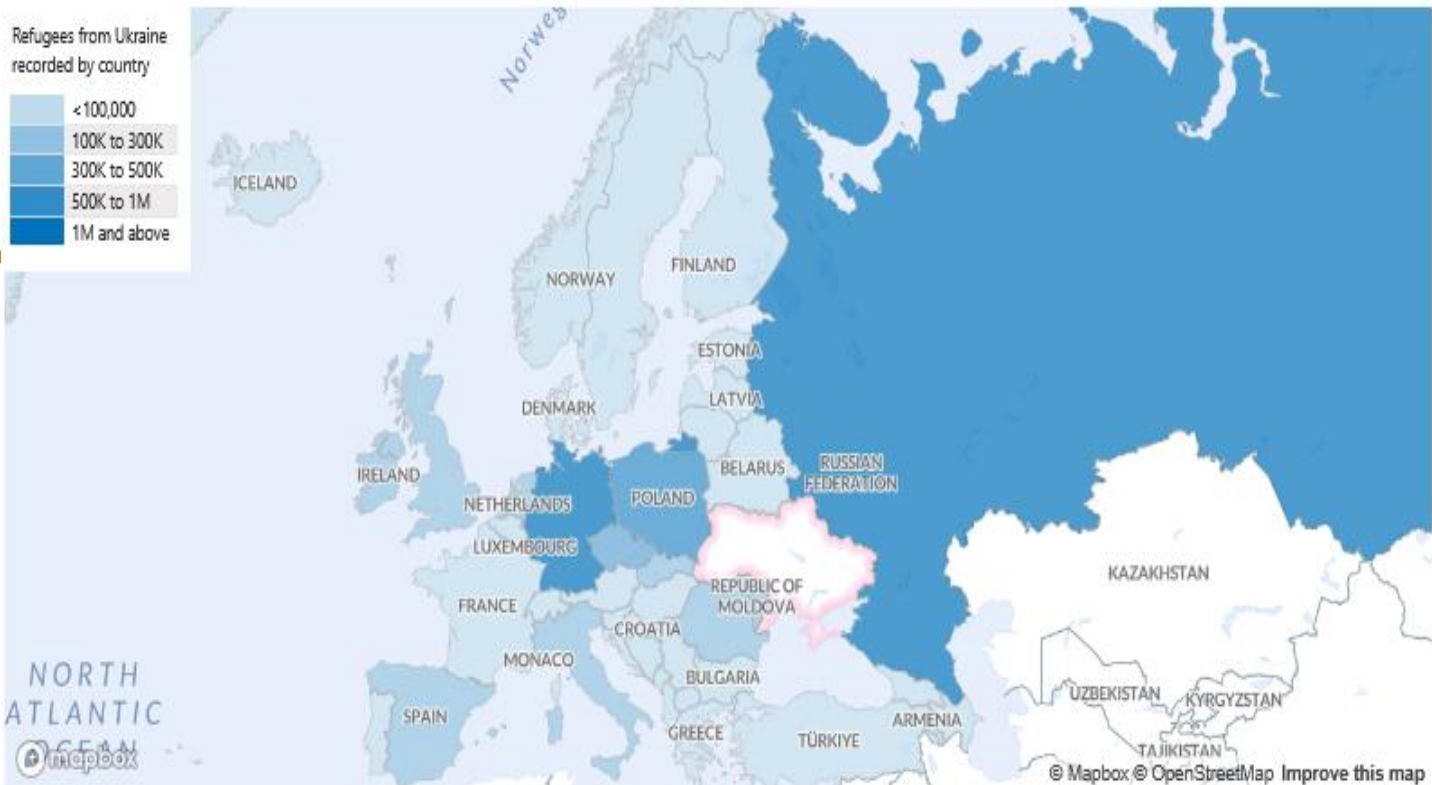 Refugees from Ukraine
recorded by country
<100,000
100K to 300K
300K to 500K
500K to 1M
1M and above
Norweg
ICELAND
NORWAY
FINLAND
ESTONIA
LATVIA
DENMARK
BELARUS
RUSSIAN
FEDERATION
IRELAND
NETHERLANDS
POLAND
LUXEMBOURG
REPUBLIC OF
MOLDOVA
KAZAKHSTAN
FRANCE
CROATIA
MONACO
BULGARIA
NORTH
ATLANTIC
OCEAN
SPAIN
GREECE
TÜRKIYE
ARMENIA
UZBEKISTAN
KYRGYZSTAN
TAJIKISTAN
mapbox
© Mapbox © OpenStreetMap Improve this map